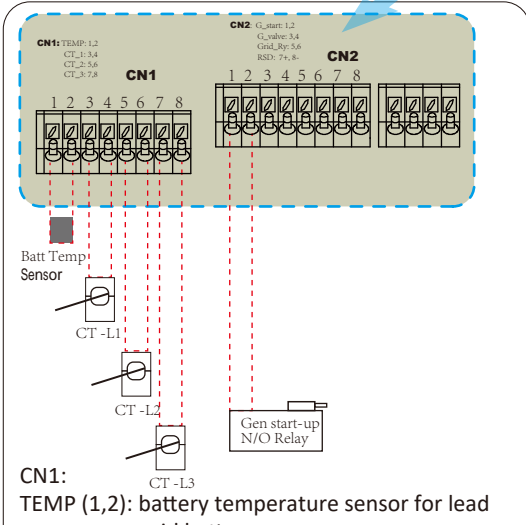 CN1: TEMP: 1,2
CT_1: 3,4
CT_2: 5,6
CT_3: 7,8
CN1
1 2 3 4 5 6 7 8
CN2: G_start: 1,2
G_valve: 3,4
Grid_Ry: 5,6
RSD: 7+, 8-
CN2
1 2 3 4 5 6 7 8
Batt Temp
Sensor
CT -L1
CT -L2
CT -L3
Gen start-up
N/O Relay
CN1:
TEMP (1,2): battery temperature sensor for lead